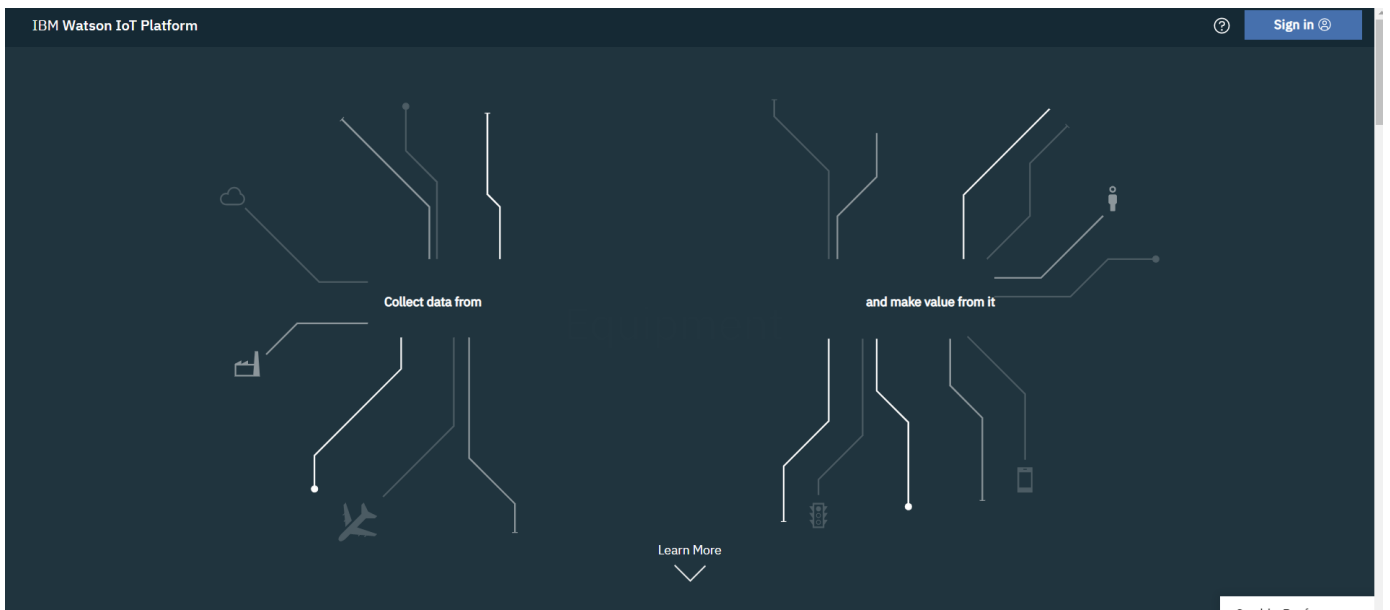 IBM Watson IoT Platform
Sign in
Collect data from
and make value from it
Learn More